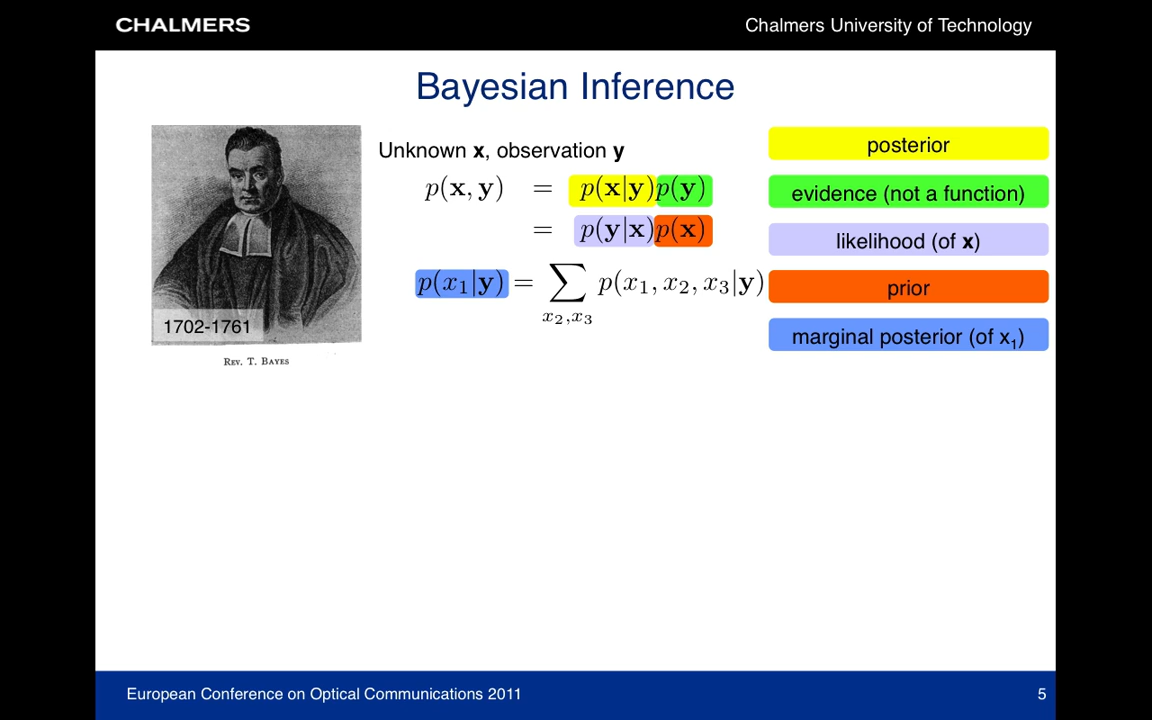 CHALMERS
Chalmers University of Technology
Bayesian Inference
1702-1761
REV. T. BAYES
Unknown x, observation y
p(x, y) = p(x|y)p(y)
= p(y|x)p(x)
p(x₁|y) = ∑ p(x₁, x₂, x₃|y)
x₂,x₃
posterior
evidence (not a function)
likelihood (of x)
prior
marginal posterior (of x₁)
European Conference on Optical Communications 2011
5